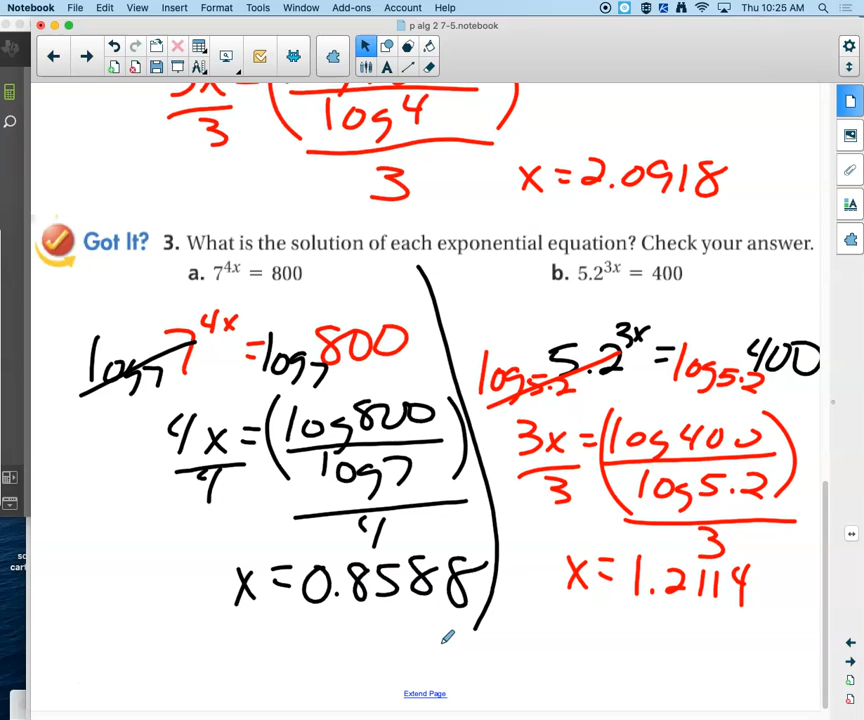 Notebook File Edit View Insert Format Tools Window Add-ons Account Help Thu 10:25 AM
p alg 2 7-5.notebook
3x/3 (log 4)/3
x = 2.0918
Got It? 3. What is the solution of each exponential equation? Check your answer.
a. 7^4x = 800 b. 5.2^3x = 400
log7 7^4x = log7 800
4x/4 = (log 800/log 7)/4
x = 0.8588
log5.2 5.2^3x = log5.2 400
3x/3 = (log 400/log 5.2)/3
x = 1.2114
Extend Page